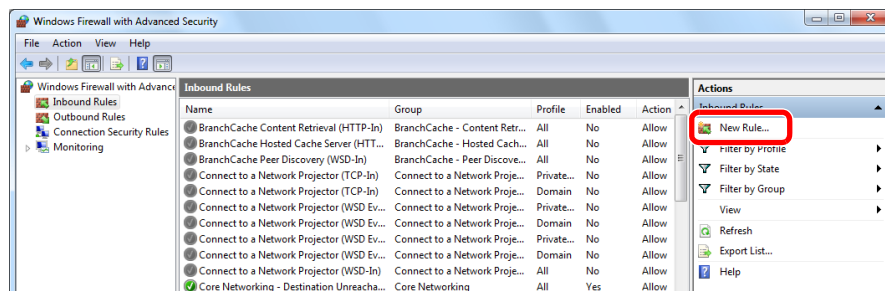 Windows Firewall with Advanced Security
File Action View Help
Windows Firewall with Advance
Inbound Rules
Outbound Rules
Connection Security Rules
Monitoring
Inbound Rules
Name Group Profile Enabled Action
BranchCache Content Retrieval (HTTP-In) BranchCache - Content Retr... All No Allow
BranchCache Hosted Cache Server (HTT... BranchCache - Hosted Cach... All No Allow
BranchCache Peer Discovery (WSD-In) BranchCache - Peer Discove... All No Allow
Connect to a Network Projector (TCP-In) Connect to a Network Proje... Private... No Allow
Connect to a Network Projector (TCP-In) Connect to a Network Proje... Domain No Allow
Connect to a Network Projector (WSD Ev... Connect to a Network Proje... Private... No Allow
Connect to a Network Projector (WSD Ev... Connect to a Network Proje... Domain No Allow
Connect to a Network Projector (WSD Ev... Connect to a Network Proje... Private... No Allow
Connect to a Network Projector (WSD Ev... Connect to a Network Proje... Domain No Allow
Connect to a Network Projector (WSD-In) Connect to a Network Proje... All No Allow
Core Networking - Destination Unreacha... Core Networking All Yes Allow
Actions
Inbound Rules
New Rule...
Filter by Profile
Filter by State
Filter by Group
View
Refresh
Export List...
Help